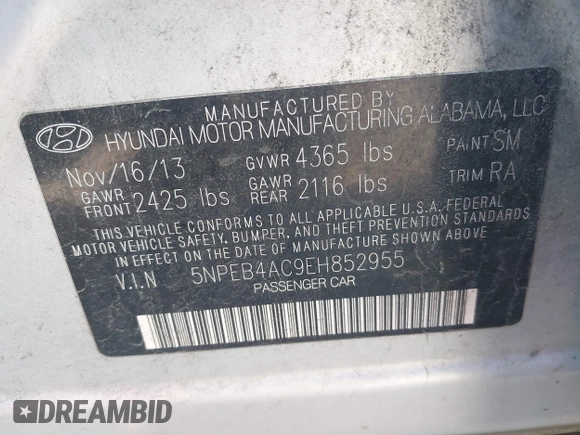 MANUFACTURED BY
HYUNDAI MOTOR MANUFACTURING ALABAMA, LLC
Nov/16/13 GVWR 4365 lbs PAINT SM
GAWR FRONT 2425 lbs GAWR REAR 2116 lbs TRIM RA
THIS VEHICLE CONFORMS TO ALL APPLICABLE U.S.A. FEDERAL
MOTOR VEHICLE SAFETY, BUMPER, AND THEFT PREVENTION STANDARDS
IN EFFECT ON THE DATE OF MANUFACTURE SHOWN ABOVE
V.I.N 5NPEB4AC9EH852955
PASSENGER CAR
DREAMBID